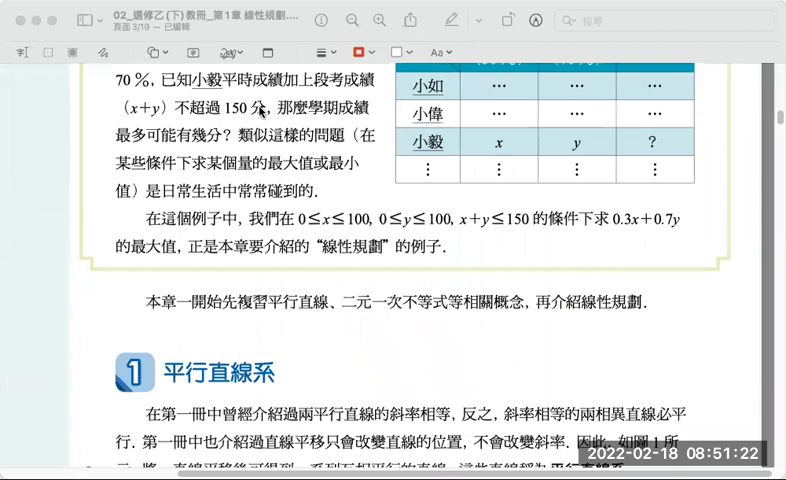 02_選修乙(下)教冊_第1章 線性規劃....
頁面 3/19 — 已編輯
搜尋
Aa
70 %, 已知小毅平時成績加上段考成績
(x+y) 不超過 150 分, 那麼學期成績
最多可能有幾分? 類似這樣的問題 (在
某些條件下求某個量的最大值或最小
值) 是日常生活中常常碰到的.
小如 … … …
小偉 … … …
小毅 x y ?
⋮ ⋮ ⋮ ⋮
在這個例子中, 我們在 0≤x≤100, 0≤y≤100, x+y≤150 的條件下求 0.3x+0.7y
的最大值, 正是本章要介紹的 “線性規劃” 的例子.
本章一開始先複習平行直線、二元一次不等式等相關概念, 再介紹線性規劃.
1 平行直線系
在第一冊中曾經介紹過兩平行直線的斜率相等, 反之, 斜率相等的兩相異直線必平
行. 第一冊中也介紹過直線平移只會改變直線的位置, 不會改變斜率. 因此, 如圖 1 所
2022-02-18 08:51:22